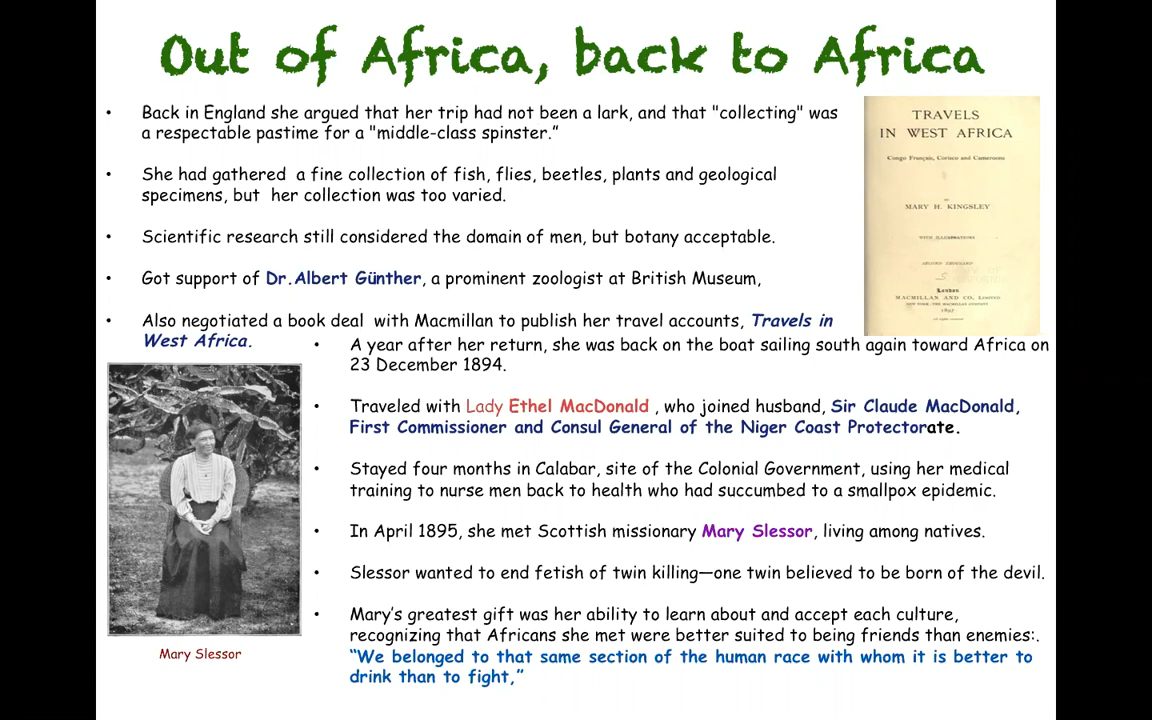 Out of Africa, back to Africa
• Back in England she argued that her trip had not been a lark, and that "collecting" was
a respectable pastime for a "middle-class spinster.”
• She had gathered a fine collection of fish, flies, beetles, plants and geological
specimens, but her collection was too varied.
• Scientific research still considered the domain of men, but botany acceptable.
• Got support of Dr.Albert Günther, a prominent zoologist at British Museum,
• Also negotiated a book deal with Macmillan to publish her travel accounts, Travels in
West Africa.
TRAVELS
IN WEST AFRICA
Congo Français, Corisco and Cameroons
BY
MARY H. KINGSLEY
WITH ILLUSTRATIONS
SECOND THOUSAND
London
MACMILLAN AND CO., LIMITED
NEW YORK: THE MACMILLAN COMPANY
1897
• A year after her return, she was back on the boat sailing south again toward Africa on
23 December 1894.
• Traveled with Lady Ethel MacDonald , who joined husband, Sir Claude MacDonald,
First Commissioner and Consul General of the Niger Coast Protectorate.
• Stayed four months in Calabar, site of the Colonial Government, using her medical
training to nurse men back to health who had succumbed to a smallpox epidemic.
• In April 1895, she met Scottish missionary Mary Slessor, living among natives.
• Slessor wanted to end fetish of twin killing—one twin believed to be born of the devil.
• Mary’s greatest gift was her ability to learn about and accept each culture,
recognizing that Africans she met were better suited to being friends than enemies:.
“We belonged to that same section of the human race with whom it is better to
drink than to fight,”
Mary Slessor